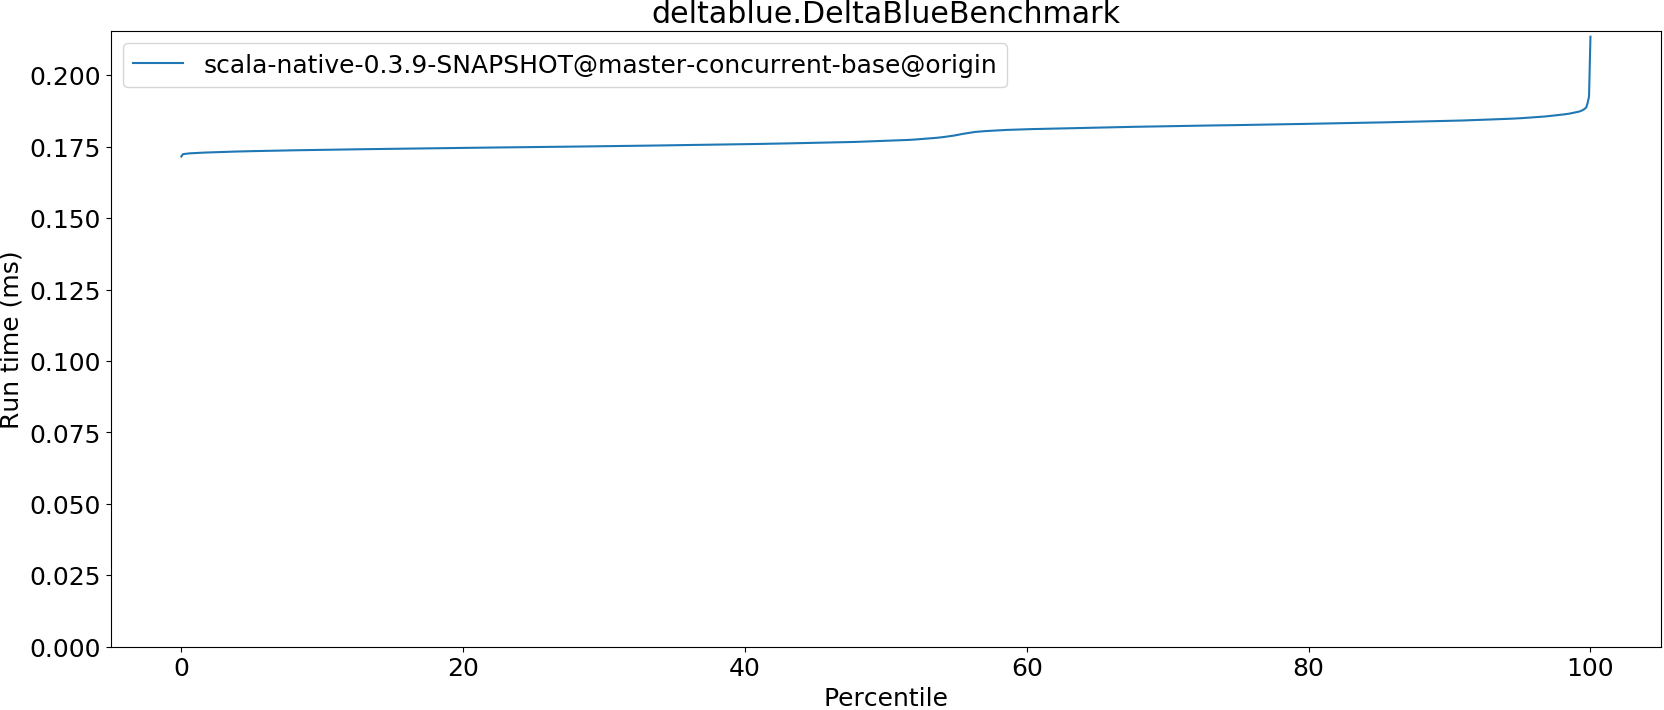 deltablue.DeltaBlueBenchmark
scala-native-0.3.9-SNAPSHOT@master-concurrent-base@origin
Run time (ms)
0.200
0.175
0.150
0.125
0.100
0.075
0.050
0.025
0.000
0 20 40 60 80 100
Percentile